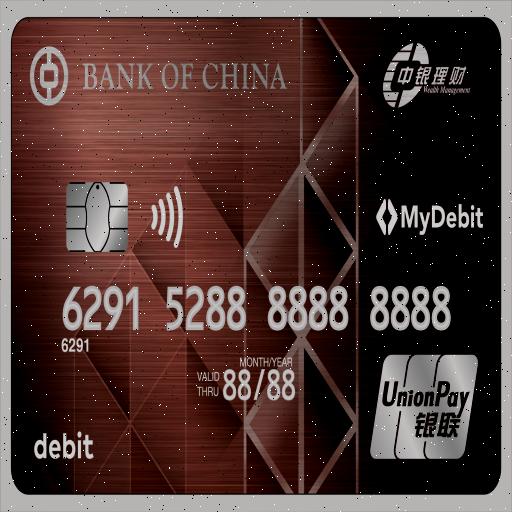 BANK OF CHINA
中银理财
Wealth Management
MyDebit
6291 5288 8888 8888
6291
MONTH/YEAR
VALID THRU 88/88
UnionPay
银联
debit